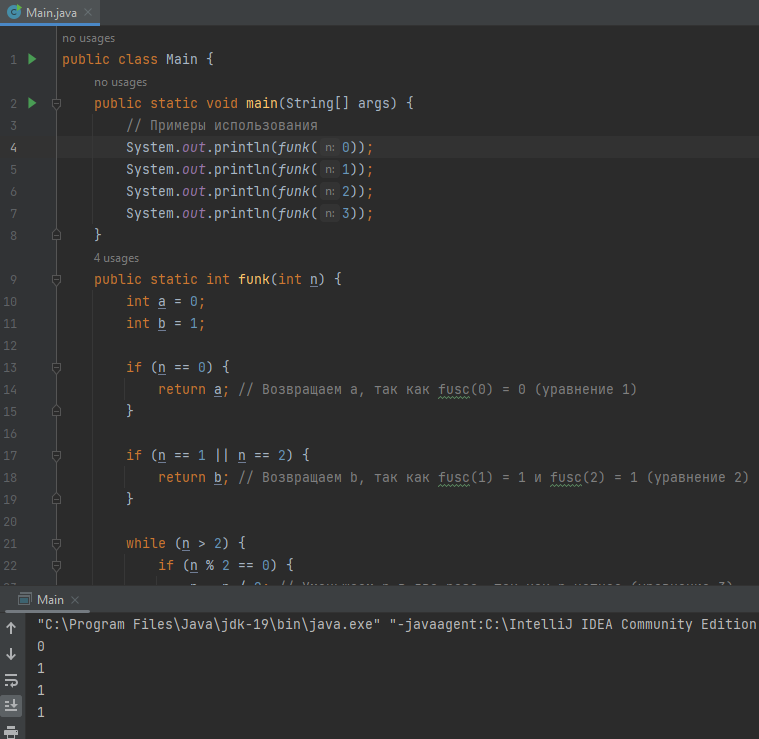 Main.java
no usages
1 public class Main {
no usages
2 public static void main(String[] args) {
3 // Примеры использования
4 System.out.println(funk( n: 0));
5 System.out.println(funk( n: 1));
6 System.out.println(funk( n: 2));
7 System.out.println(funk( n: 3));
8 }
4 usages
9 public static int funk(int n) {
10 int a = 0;
11 int b = 1;
12
13 if (n == 0) {
14 return a; // Возвращаем a, так как fusc(0) = 0 (уравнение 1)
15 }
16
17 if (n == 1 || n == 2) {
18 return b; // Возвращаем b, так как fusc(1) = 1 и fusc(2) = 1 (уравнение 2)
19 }
20
21 while (n > 2) {
22 if (n % 2 == 0) {
Main
"C:\Program Files\Java\jdk-19\bin\java.exe" "-javaagent:C:\IntelliJ IDEA Community Edition
0
1
1
1